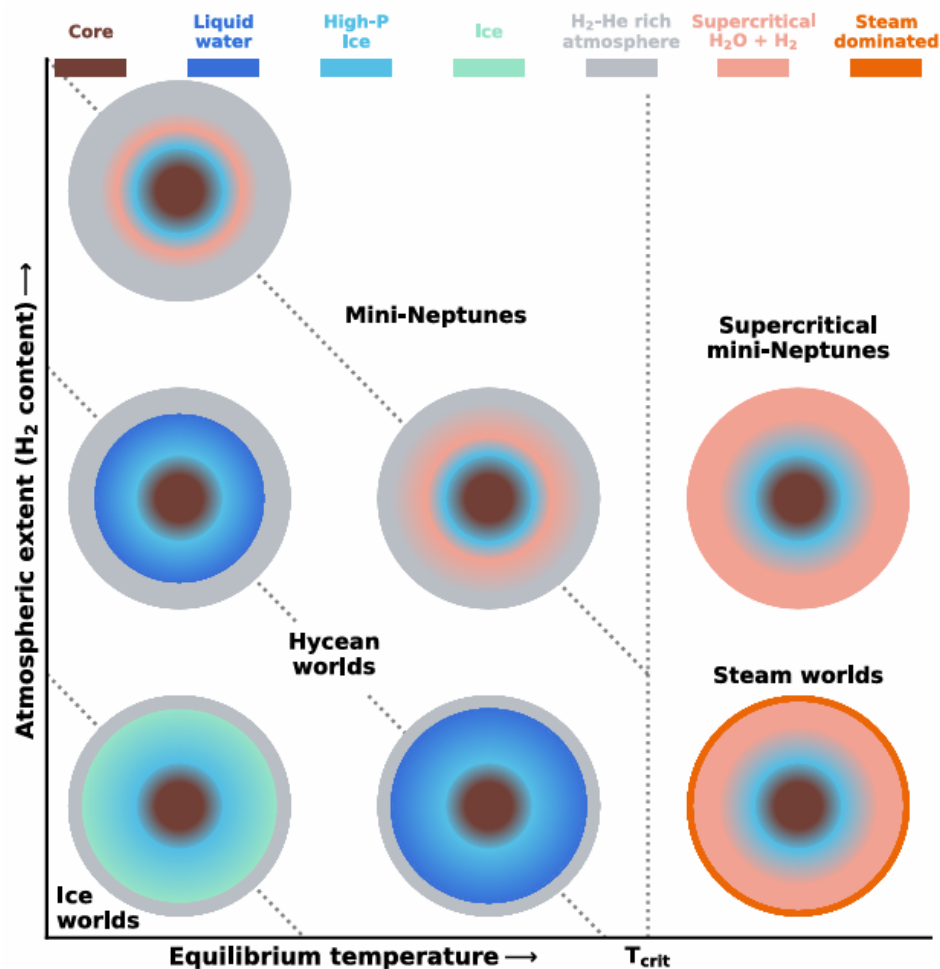 Core
Liquid
water
High-P
Ice
Ice
H₂-He rich
atmosphere
Supercritical
H₂O + H₂
Steam
dominated
Atmospheric extent (H₂ content) →
Mini-Neptunes
Supercritical
mini-Neptunes
Hycean
worlds
Steam worlds
Ice
worlds
Equilibrium temperature →
T_crit